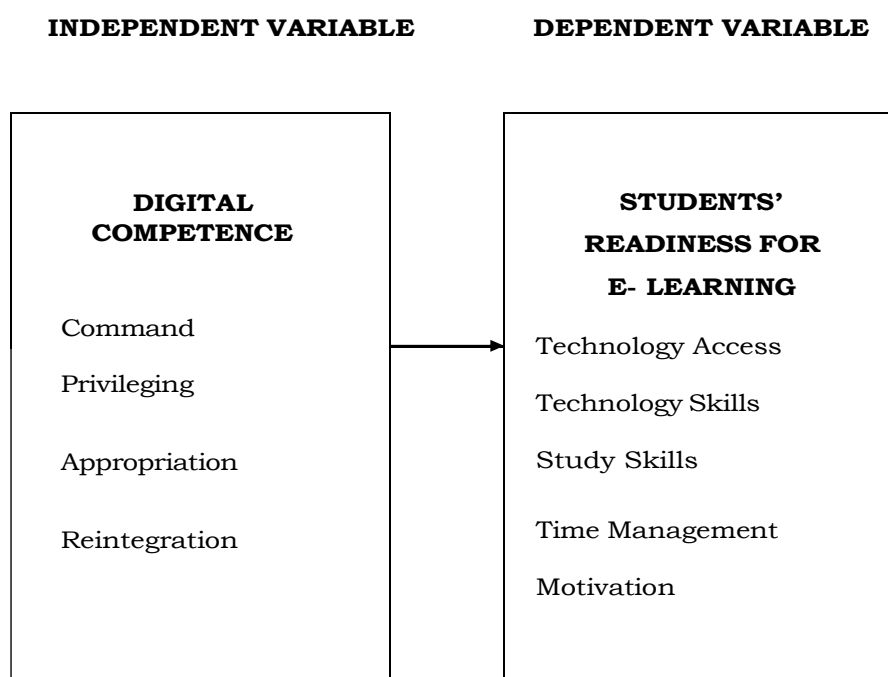 INDEPENDENT VARIABLE
DEPENDENT VARIABLE
DIGITAL
COMPETENCE
Command
Privileging
Appropriation
Reintegration
STUDENTS’
READINESS FOR
E- LEARNING
Technology Access
Technology Skills
Study Skills
Time Management
Motivation